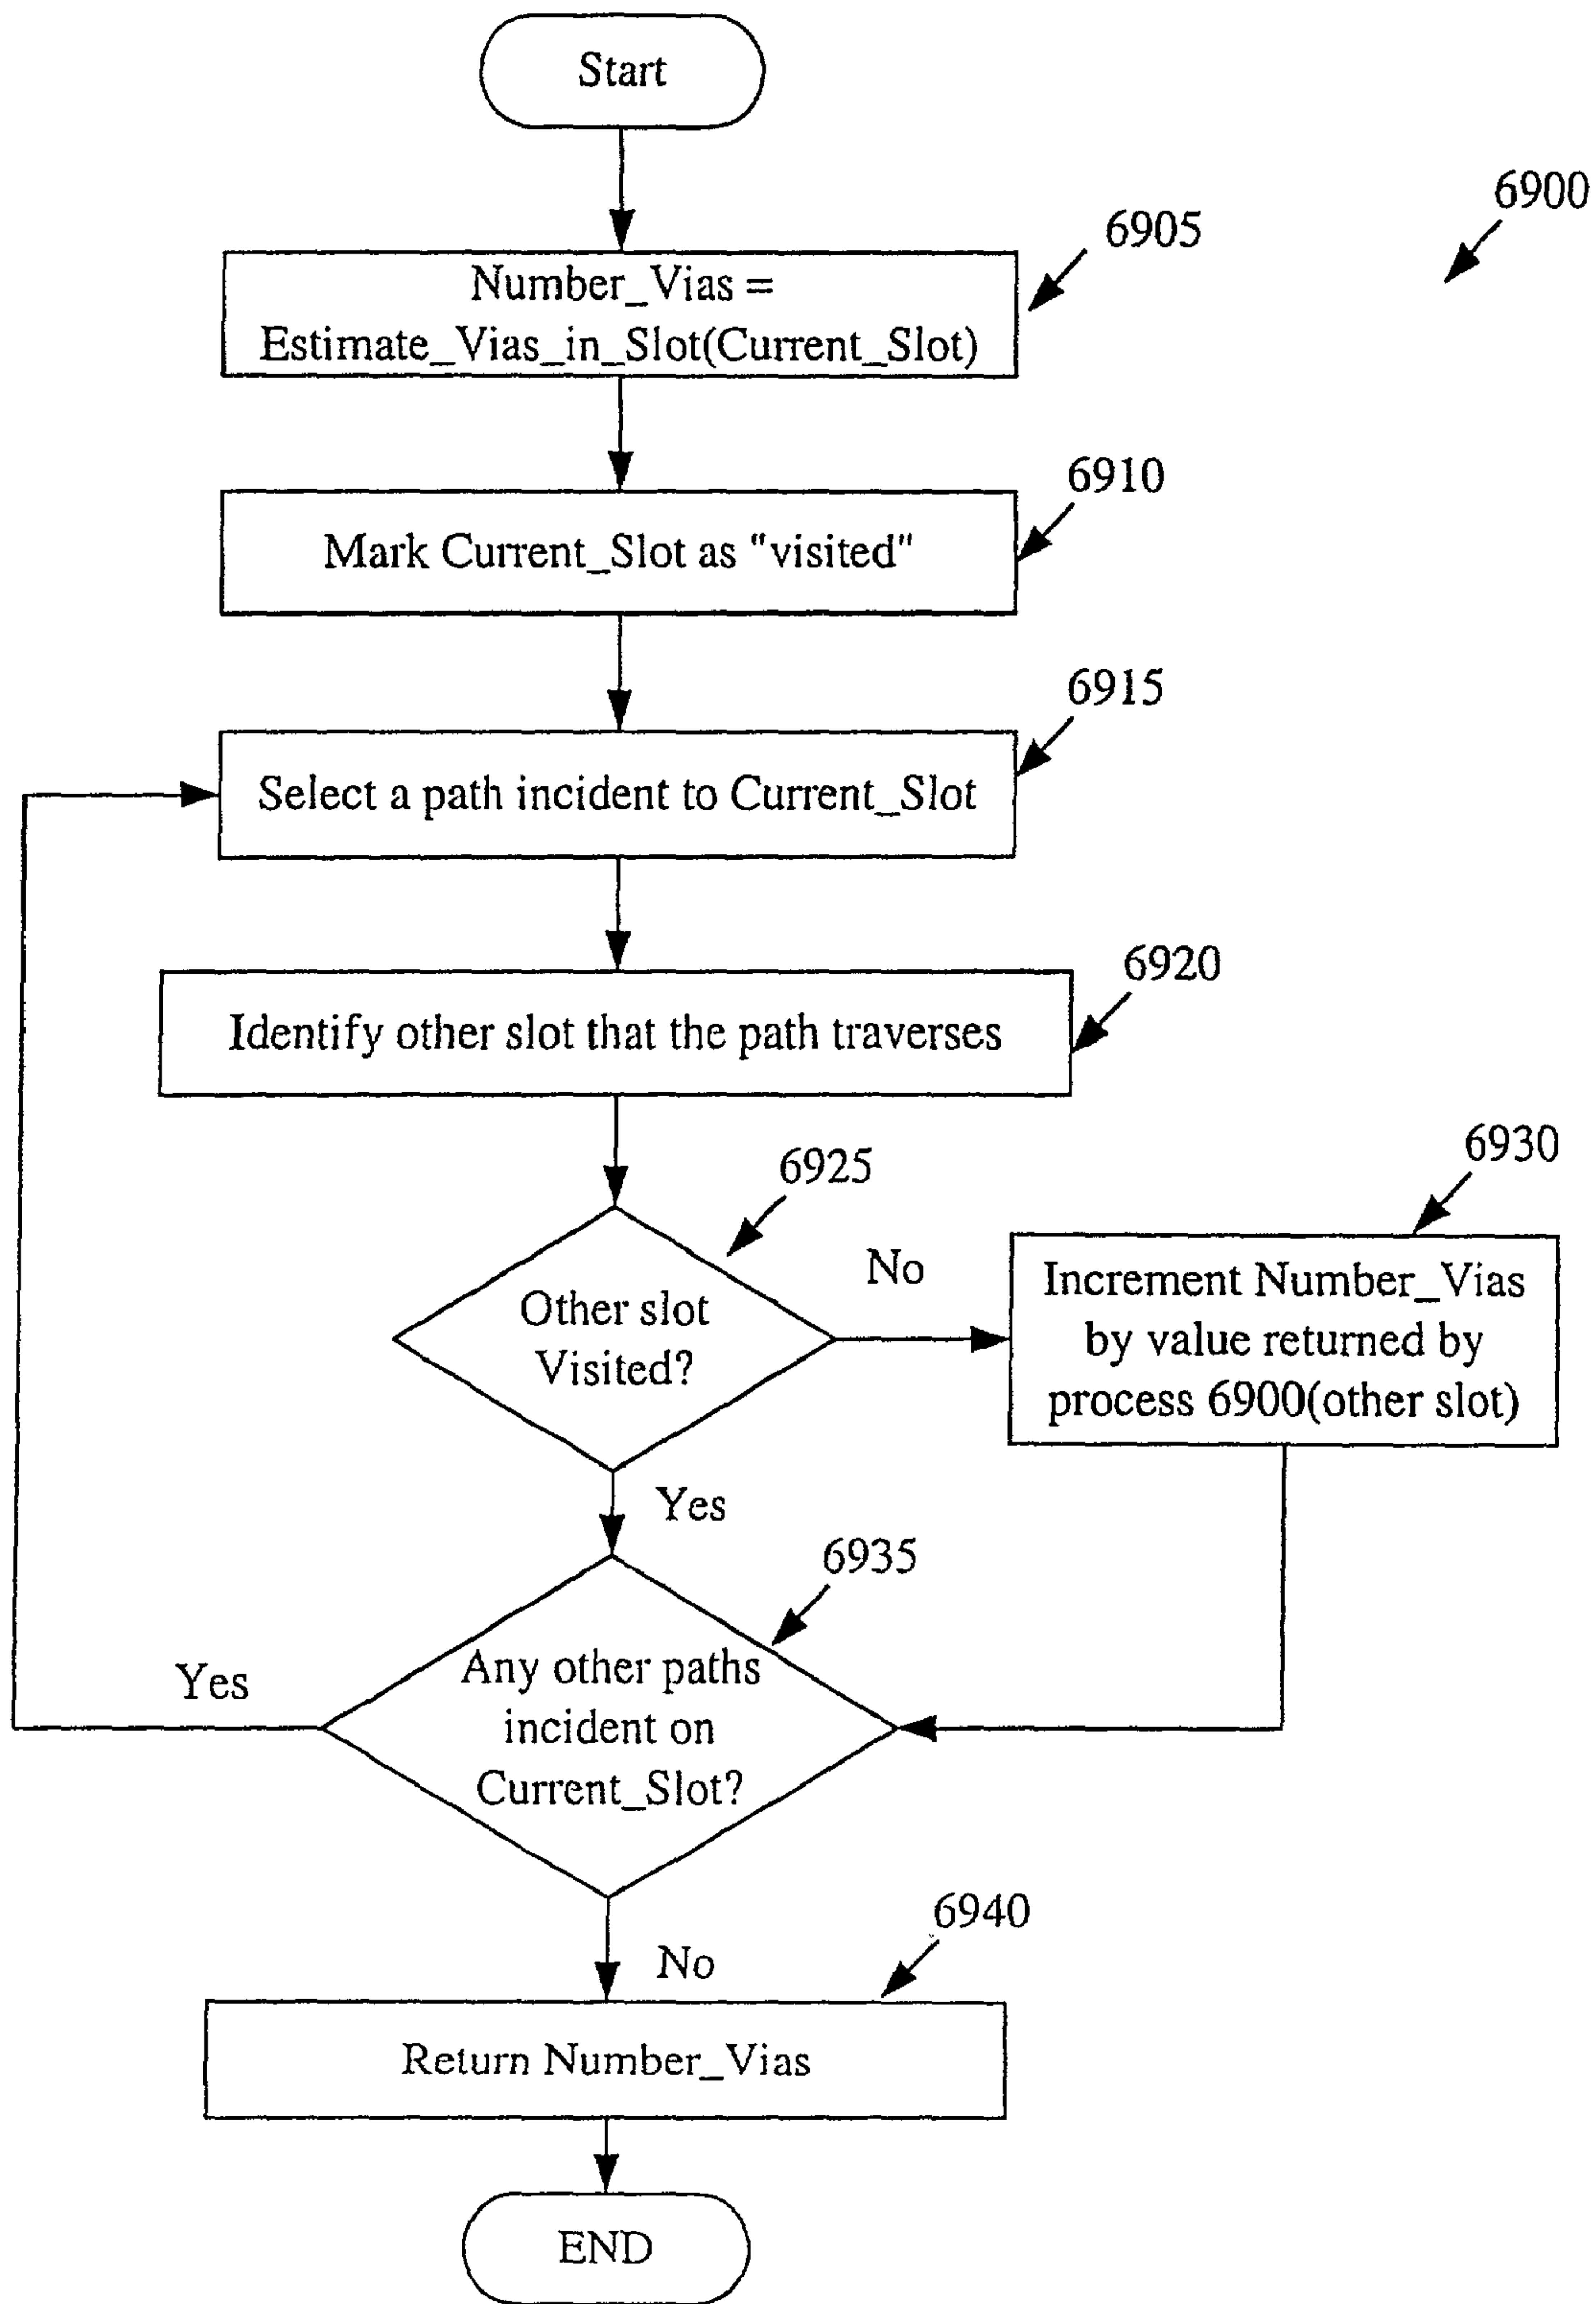 Start
6900
6905
Number_Vias =
Estimate_Vias_in_Slot(Current_Slot)
6910
Mark Current_Slot as "visited"
6915
Select a path incident to Current_Slot
6920
Identify other slot that the path traverses
6925
6930
Other slot
Visited?
No
Increment Number_Vias
by value returned by
process 6900(other slot)
Yes
6935
Any other paths
incident on
Current_Slot?
Yes
No
6940
Return Number_Vias
END